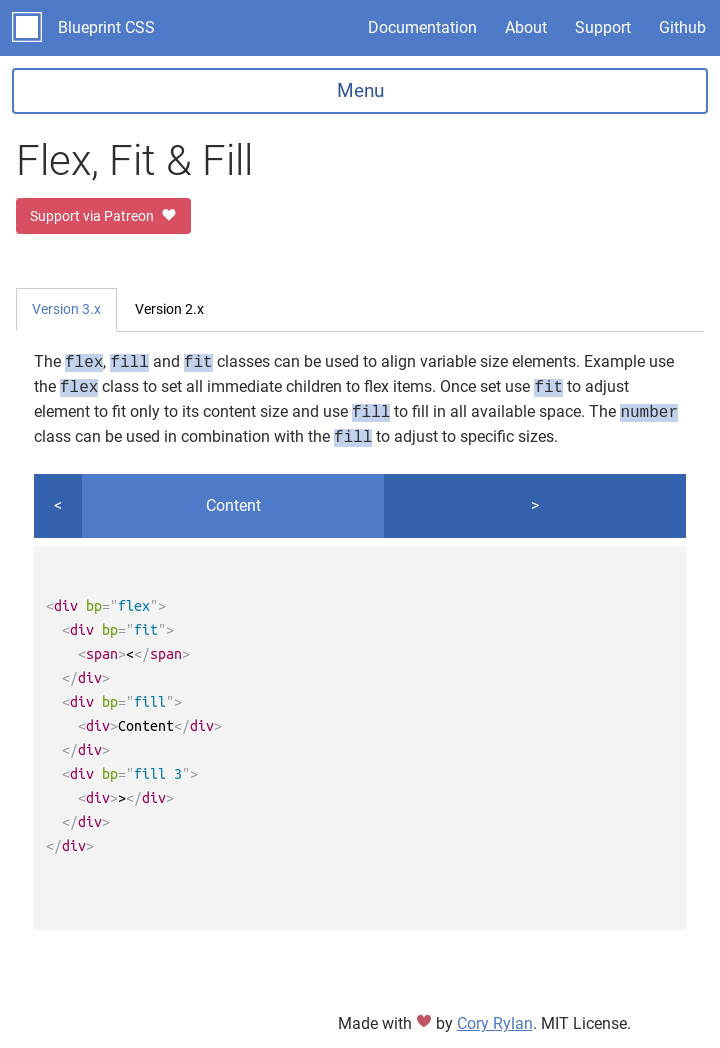 Blueprint CSS Documentation About Support Github
Menu
Flex, Fit & Fill
Support via Patreon
Version 3.x Version 2.x
The flex, fill and fit classes can be used to align variable size elements. Example use
the flex class to set all immediate children to flex items. Once set use fit to adjust
element to fit only to its content size and use fill to fill in all available space. The number
class can be used in combination with the fill to adjust to specific sizes.
< Content >
<div bp="flex">
  <div bp="fit">
    <span><</span>
  </div>
  <div bp="fill">
    <div>Content</div>
  </div>
  <div bp="fill 3">
    <div>></div>
  </div>
</div>
Made with ♥ by Cory Rylan. MIT License.